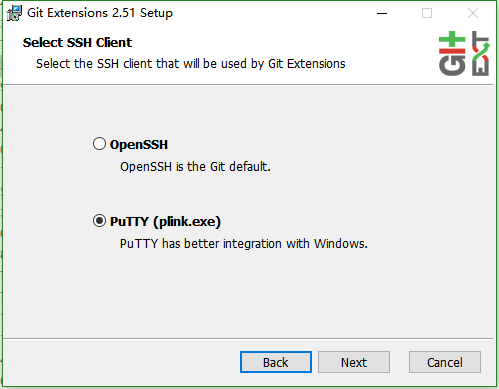 Git Extensions 2.51 Setup
Select SSH Client
Select the SSH client that will be used by Git Extensions
GIT
EXT
OpenSSH
OpenSSH is the Git default.
PuTTY (plink.exe)
PuTTY has better integration with Windows.
Back
Next
Cancel